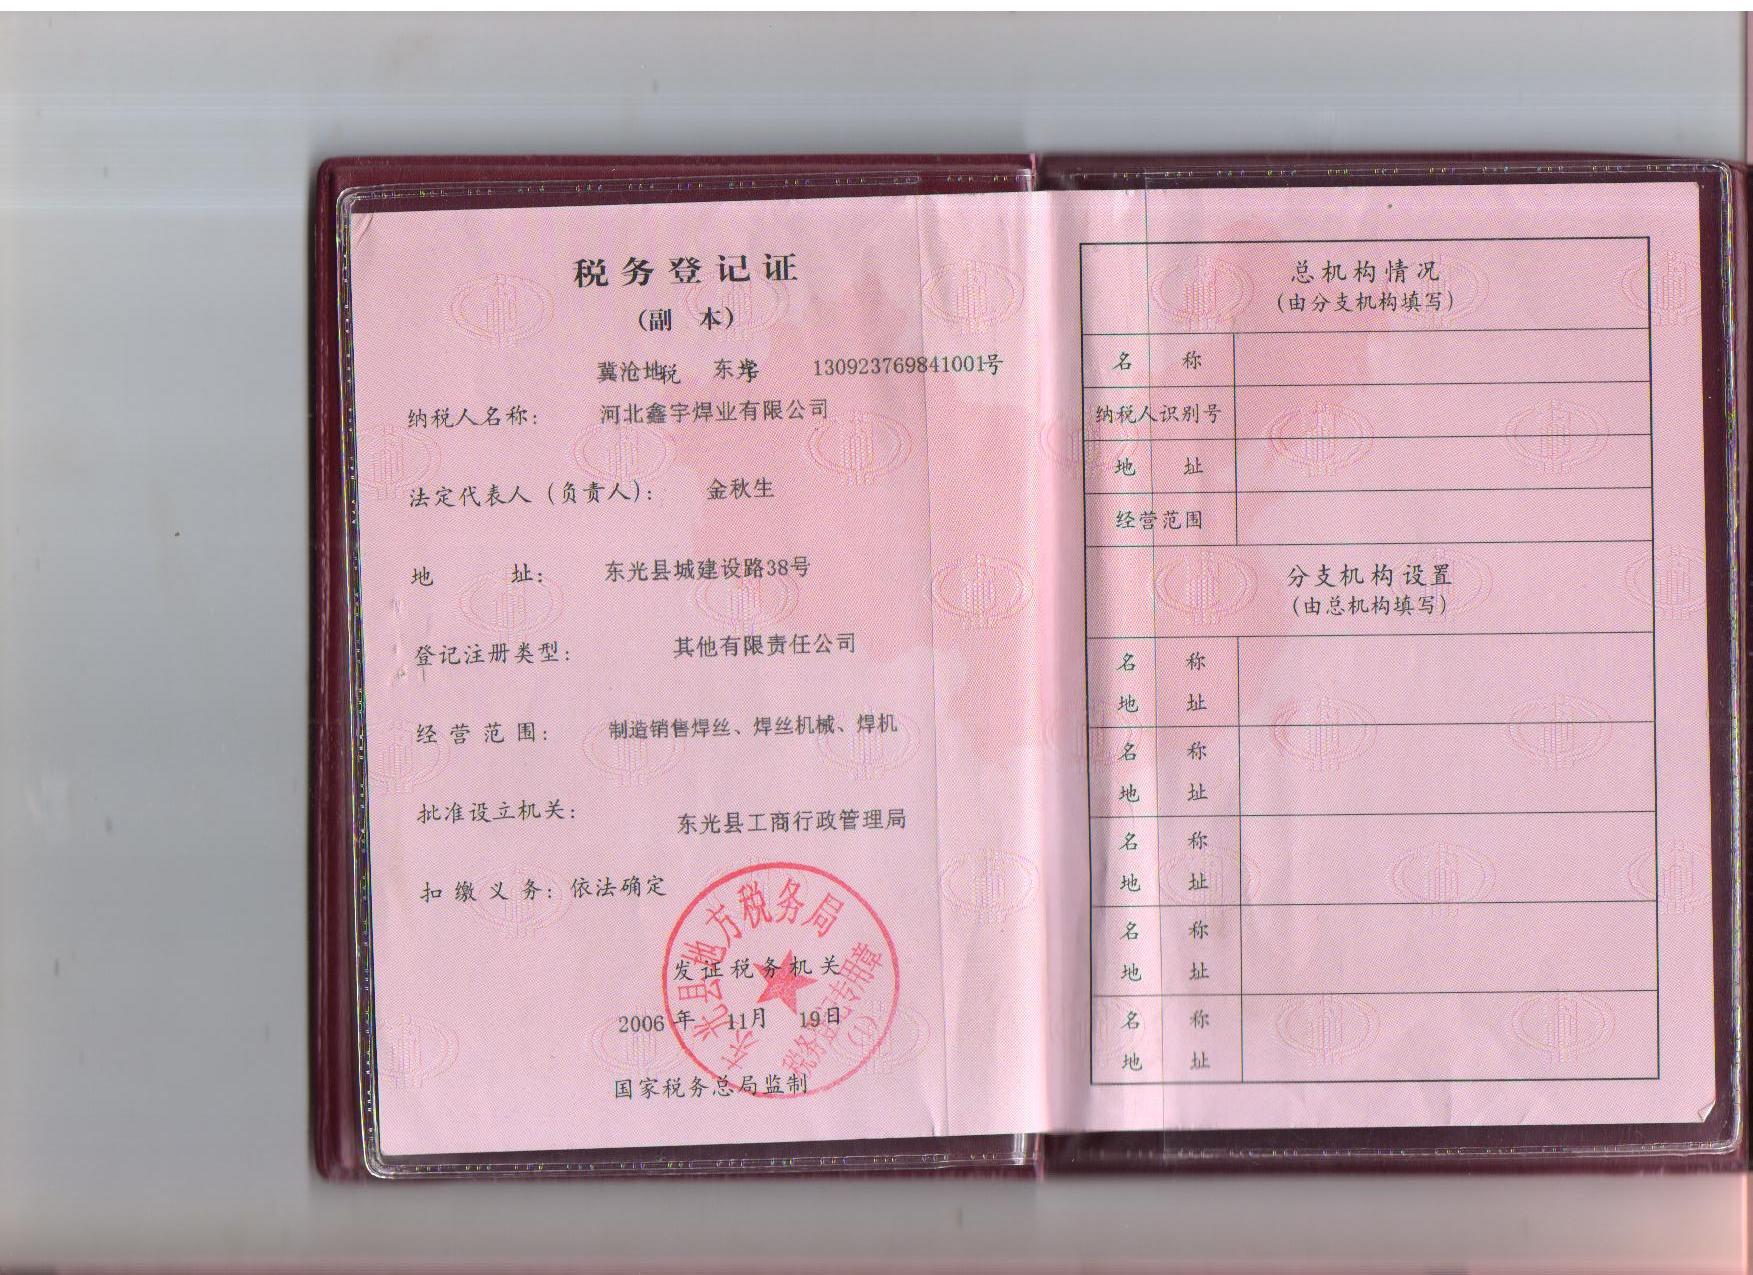 税务登记证
(副 本)
冀沧地税 东光字 130923769841001号
纳税人名称: 河北鑫宇焊业有限公司
法定代表人(负责人): 金秋生
地 址: 东光县城建设路38号
登记注册类型: 其他有限责任公司
经营范围: 制造销售焊丝、焊丝机械、焊机
批准设立机关: 东光县工商行政管理局
扣缴义务: 依法确定
发证税务机关
2006 年 11月 19日
国家税务总局监制
县地方税务局
税务登记专用章
(1)
总机构情况
(由分支机构填写)
名 称
纳税人识别号
地 址
经营范围
分支机构设置
(由总机构填写)
名 称
地 址
名 称
地 址
名 称
地 址
名 称
地 址
名 称
地 址